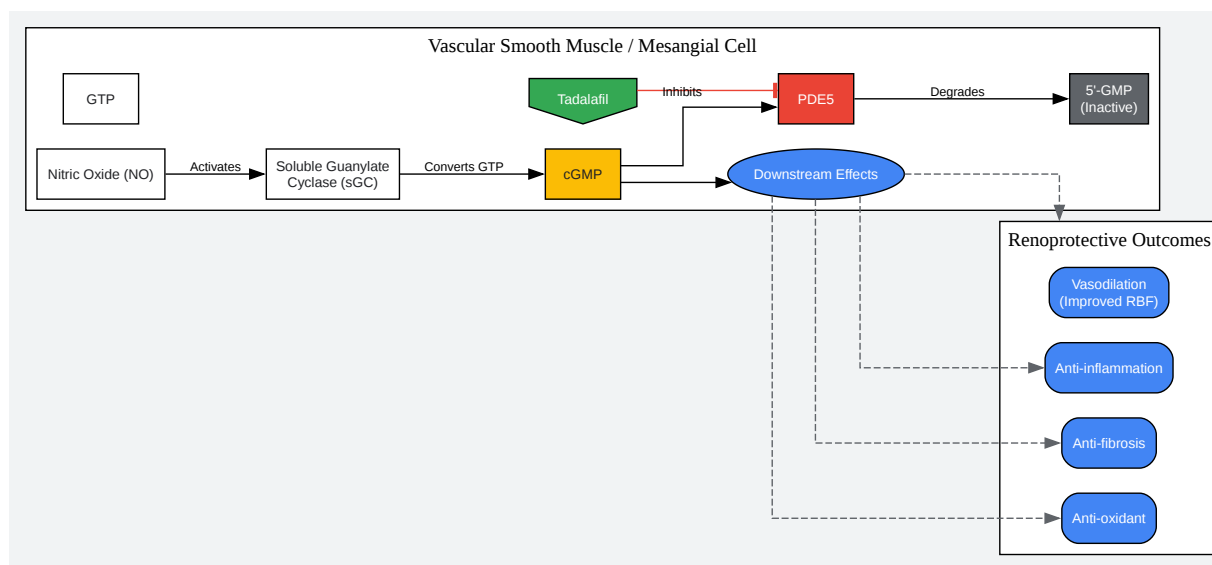 Vascular Smooth Muscle / Mesangial Cell
GTP
Tadalafil
Inhibits
PDE5
Degrades
5'-GMP
(Inactive)
Nitric Oxide (NO)
Activates
Soluble Guanylate
Cyclase (sGC)
Converts GTP
cGMP
Downstream Effects
Renoprotective Outcomes
Vasodilation
(Improved RBF)
Anti-inflammation
Anti-fibrosis
Anti-oxidant